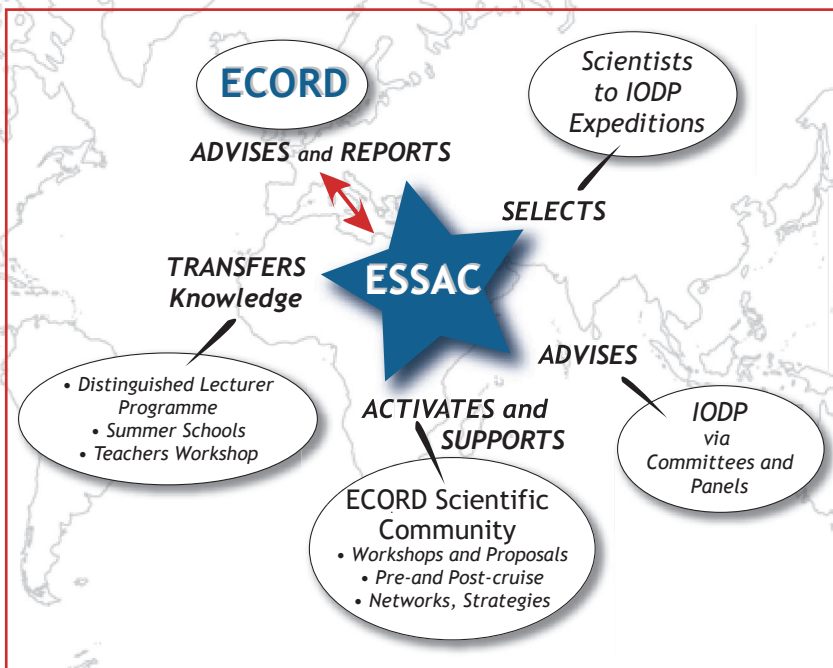 ECORD
ADVISES and REPORTS
Scientists
to IODP
Expeditions
SELECTS
ESSAC
TRANSFERS
Knowledge
• Distinguished Lecturer
Programme
• Summer Schools
• Teachers Workshop
ADVISES
IODP
via
Committees and
Panels
ACTIVATES and
SUPPORTS
ECORD Scientific
Community
• Workshops and Proposals
• Pre-and Post-cruise
• Networks, Strategies